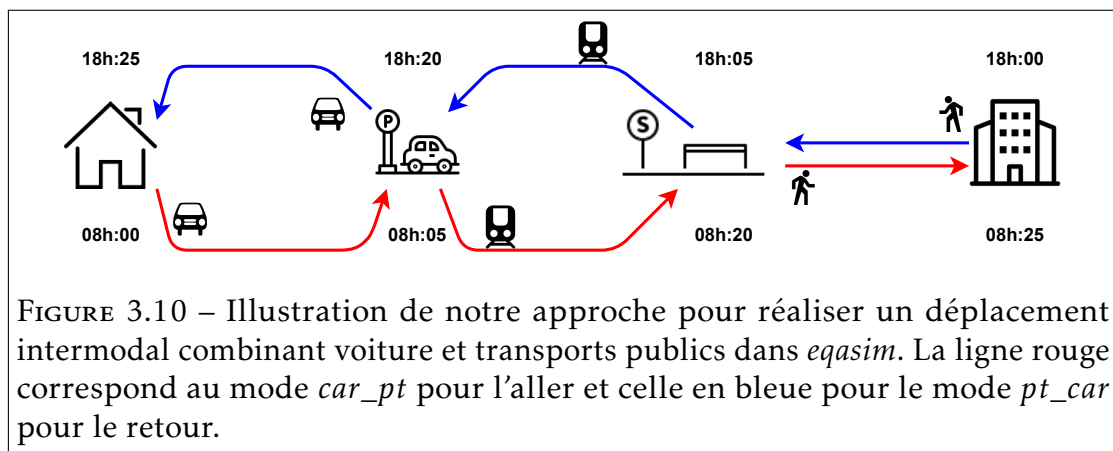 18h:25 18h:20 18h:05 18h:00
P
S
08h:00 08h:05 08h:20 08h:25
FIGURE 3.10 – Illustration de notre approche pour réaliser un déplacement
intermodal combinant voiture et transports publics dans eqasim. La ligne rouge
correspond au mode car_pt pour l'aller et celle en bleue pour le mode pt_car
pour le retour.